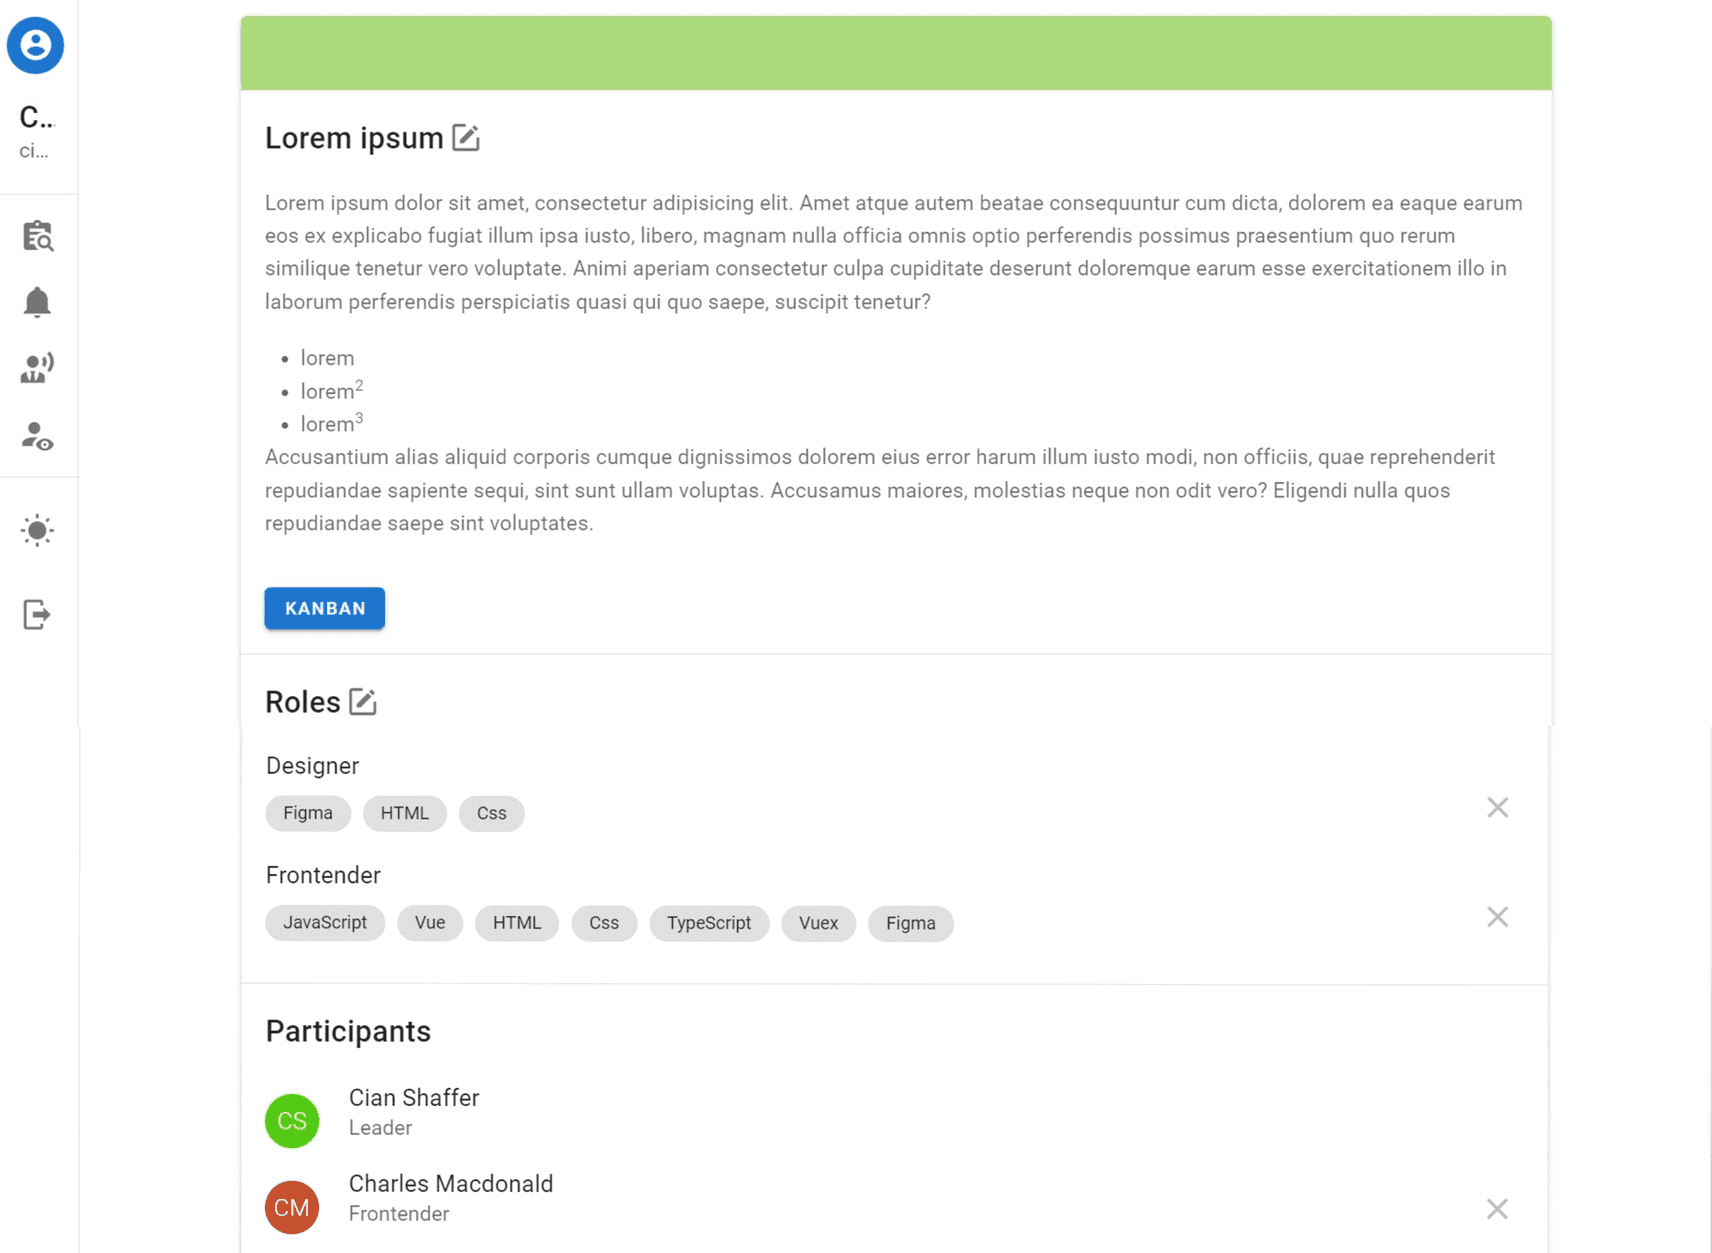 C...
ci...
Lorem ipsum
Lorem ipsum dolor sit amet, consectetur adipisicing elit. Amet atque autem beatae consequuntur cum dicta, dolorem ea eaque earum
eos ex explicabo fugiat illum ipsa iusto, libero, magnam nulla officia omnis optio perferendis possimus praesentium quo rerum
similique tenetur vero voluptate. Animi aperiam consectetur culpa cupiditate deserunt doloremque earum esse exercitationem illo in
laborum perferendis perspiciatis quasi qui quo saepe, suscipit tenetur?
• lorem
• lorem²
• lorem³
Accusantium alias aliquid corporis cumque dignissimos dolorem eius error harum illum iusto modi, non officiis, quae reprehenderit
repudiandae sapiente sequi, sint sunt ullam voluptas. Accusamus maiores, molestias neque non odit vero? Eligendi nulla quos
repudiandae saepe sint voluptates.
KANBAN
Roles
Designer
Figma HTML Css
Frontender
JavaScript Vue HTML Css TypeScript Vuex Figma
Participants
CS
Cian Shaffer
Leader
CM
Charles Macdonald
Frontender